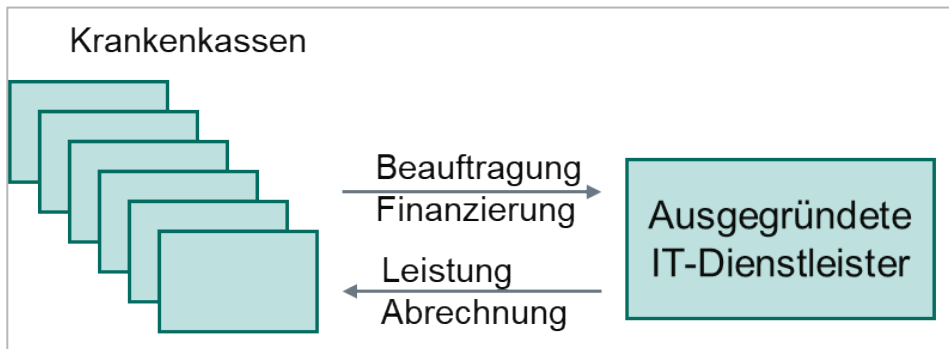 Krankenkassen
Beauftragung
Finanzierung
Ausgegründete
IT-Dienstleister
Leistung
Abrechnung